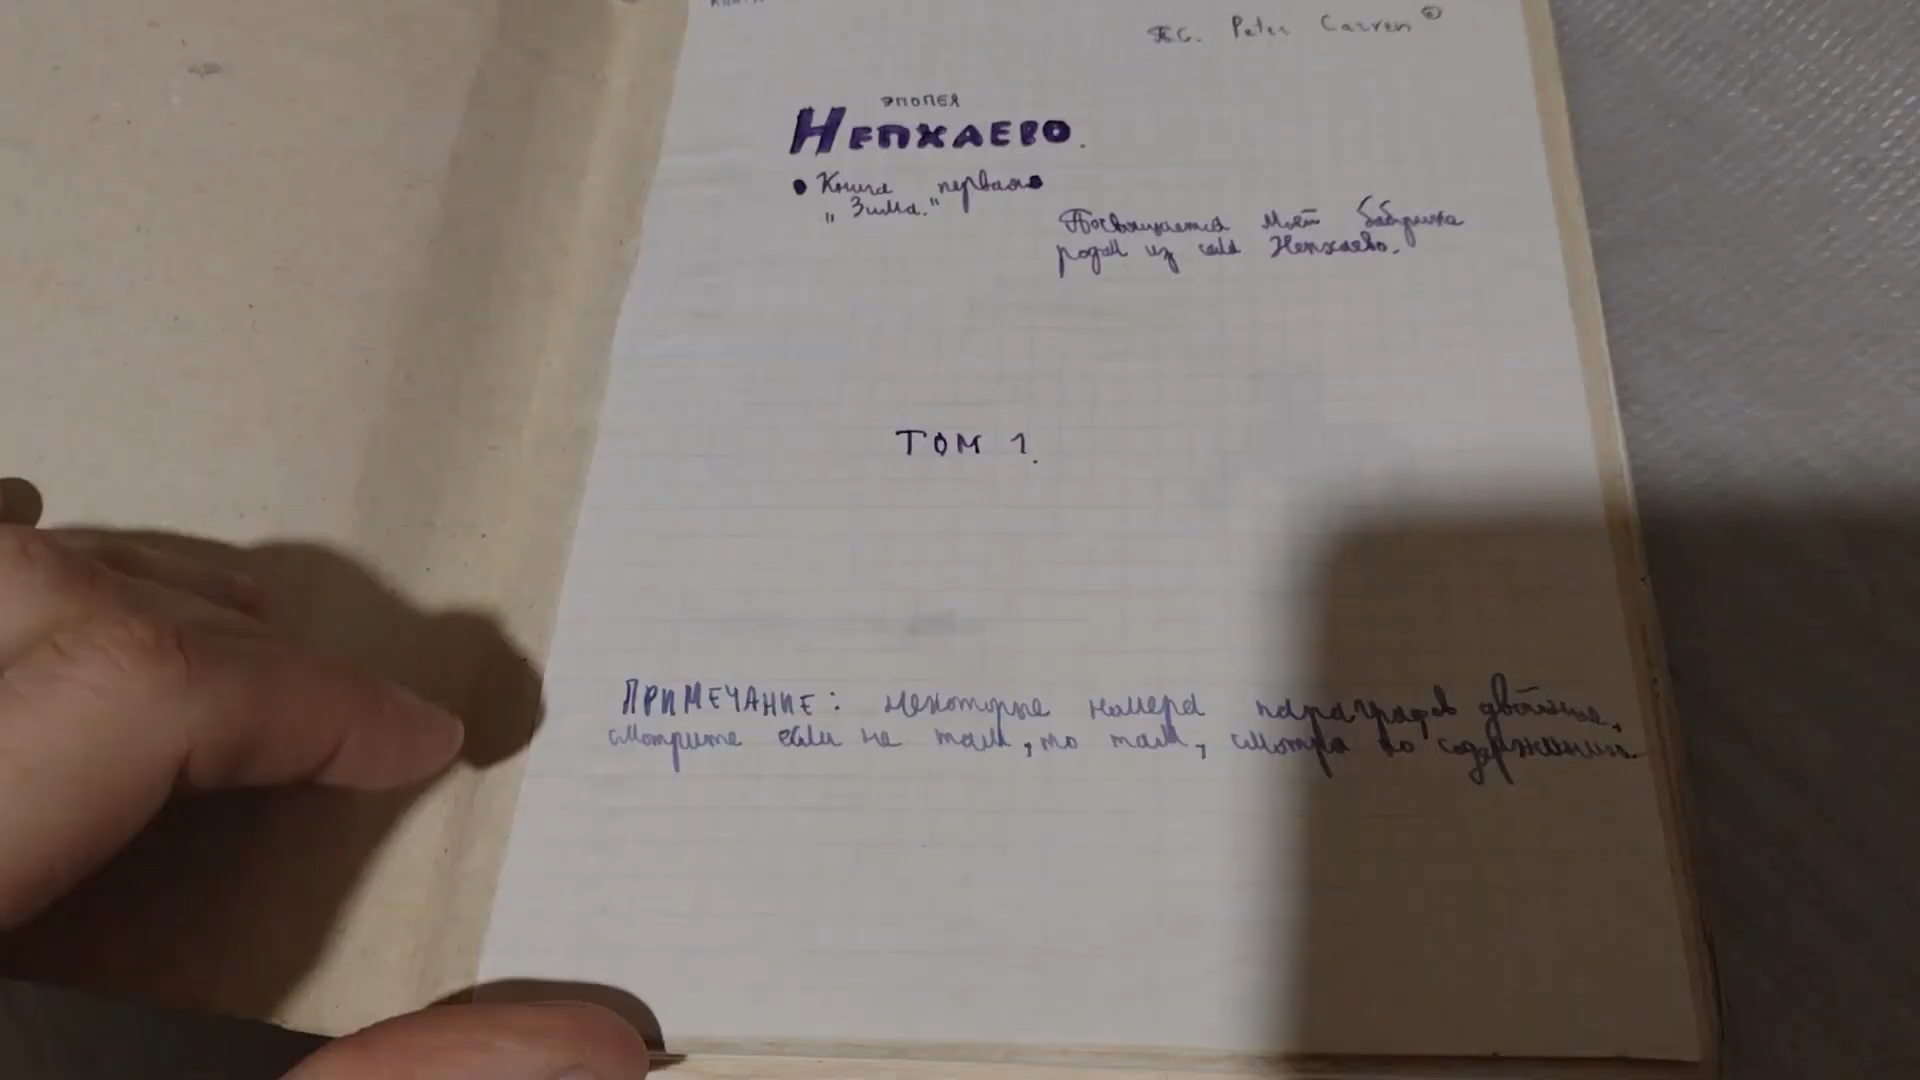 Peter Carven ©
эпопея
Непхаево.
• Книга первая •
"Зима."
Посвящается моей бабушке
родом из села Непхаево.
ТОМ 1.
ПРИМЕЧАНИЕ: некоторые номера параграфов двойные,
смотрите если не там, то там, смотря по содержанию.